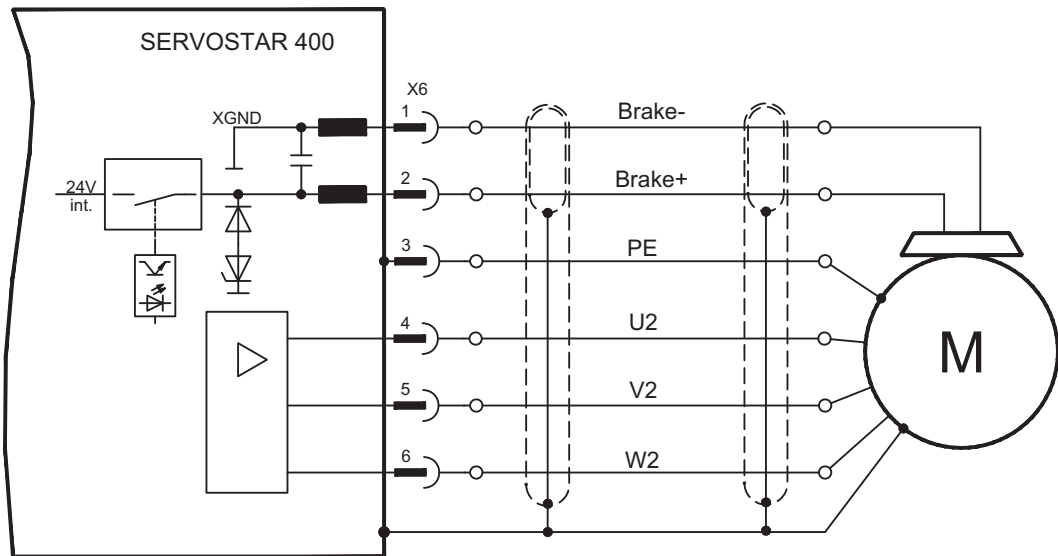 SERVOSTAR 400
X6
1
Brake-
XGND
24V
int.
2
Brake+
3
PE
4
U2
5
V2
6
W2
M